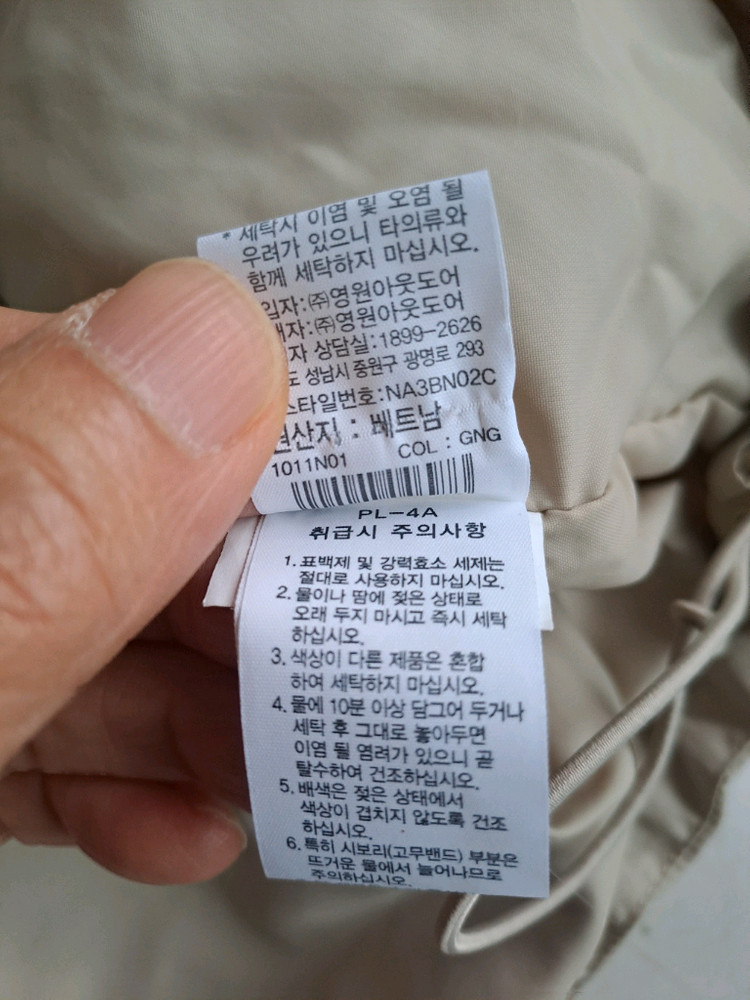 * 세탁시 이염 및 오염 될
우려가 있으니 타의류와
함께 세탁하지 마십시오.
입자:㈜영원아웃도어
자:㈜영원아웃도어
자 상담실:1899-2626
도 성남시 중원구 광명로 293
스타일번호:NA3BN02C
원산지 : 베트남
1011N01 COL : GNG
PL-4A
취급시 주의사항
1. 표백제 및 강력효소 세제는
절대로 사용하지 마십시오.
2. 물이나 땀에 젖은 상태로
오래 두지 마시고 즉시 세탁
하십시오.
3. 색상이 다른 제품은 혼합
하여 세탁하지 마십시오.
4. 물에 10분 이상 담그어 두거나
세탁 후 그대로 놓아두면
이염 될 염려가 있으니 곧
탈수하여 건조하십시오.
5. 배색은 젖은 상태에서
색상이 겹치지 않도록 건조
하십시오.
6. 특히 시보리(고무밴드) 부분은
뜨거운 물에서 늘어나므로
주의하십시오.